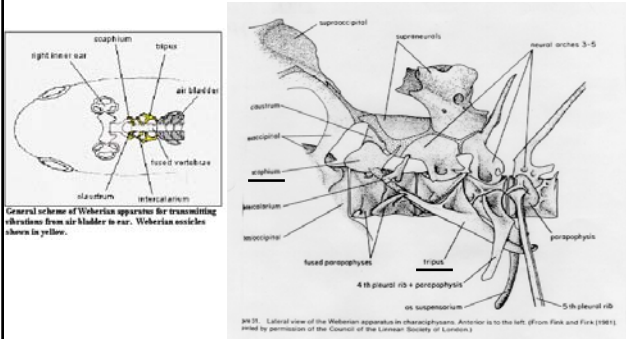 scaphium
tripus
right inner ear
air bladder
fused vertebrae
claustrum
intercalarium
General scheme of Weberian apparatus for transmitting
vibrations from air bladder to ear. Weberian ossicles
shown in yellow.
supraoccipital
supraneurals
neural arches 3-5
claustrum
scaphium
fused parapophyses
tripus
parapophysis
4 th pleural rib + parapophysis
os suspensorium
5 th pleural rib
Lateral view of the Weberian apparatus in characiphysans. Anterior is to the left. (From Fink and Fink (1981),
by permission of the Council of the Linnean Society of London.)